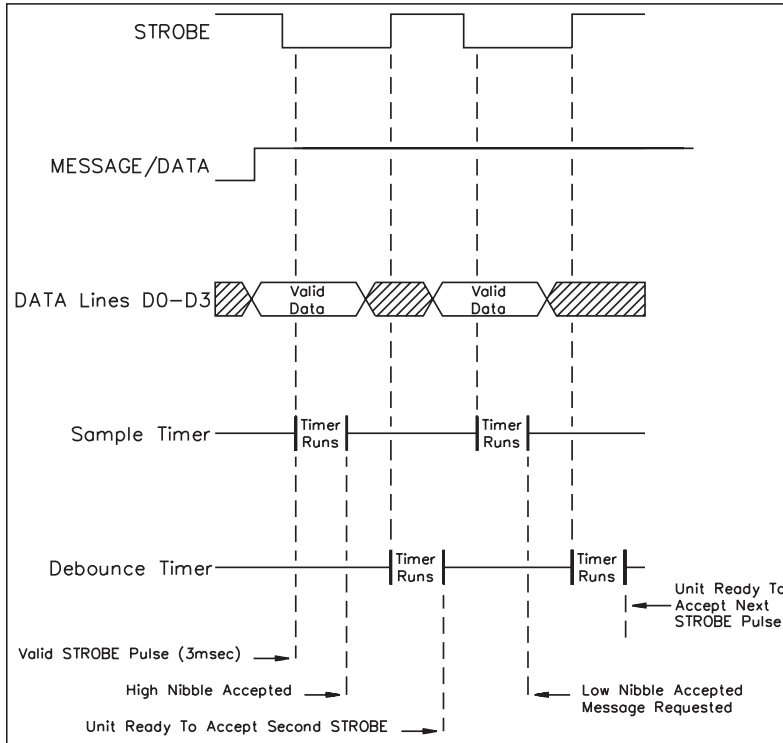 STROBE
MESSAGE/DATA
DATA Lines D0-D3
Valid
Data
Valid
Data
Sample Timer
Timer
Runs
Timer
Runs
Debounce Timer
Timer
Runs
Timer
Runs
Unit Ready To
Accept Next
STROBE Pulse
Valid STROBE Pulse (3msec)
High Nibble Accepted
Low Nibble Accepted
Message Requested
Unit Ready To Accept Second STROBE